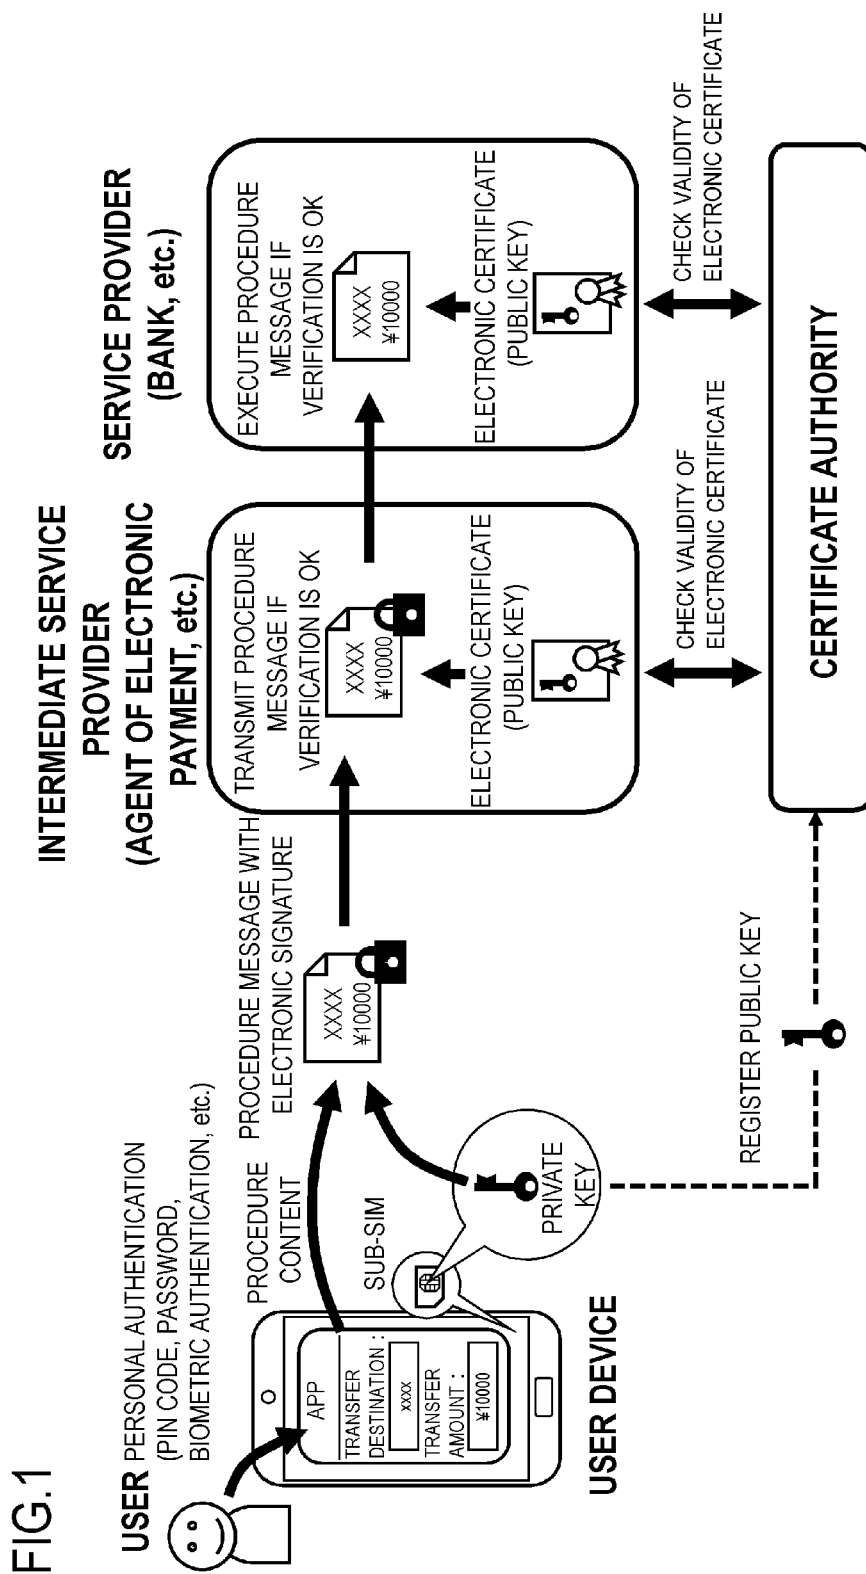 FIG.1
USER
PERSONAL AUTHENTICATION
(PIN CODE, PASSWORD,
BIOMETRIC AUTHENTICATION, etc.)
APP
TRANSFER
DESTINATION :
xxxx
TRANSFER
AMOUNT :
¥10000
USER DEVICE
PROCEDURE
CONTENT
SUB-SIM
PRIVATE
KEY
PROCEDURE MESSAGE WITH
ELECTRONIC SIGNATURE
XXXX
¥10000
REGISTER PUBLIC KEY
INTERMEDIATE SERVICE
PROVIDER
(AGENT OF ELECTRONIC
PAYMENT, etc.)
TRANSMIT PROCEDURE
MESSAGE IF
VERIFICATION IS OK
XXXX
¥10000
ELECTRONIC CERTIFICATE
(PUBLIC KEY)
CHECK VALIDITY OF
ELECTRONIC CERTIFICATE
SERVICE PROVIDER
(BANK, etc.)
EXECUTE PROCEDURE
MESSAGE IF
VERIFICATION IS OK
XXXX
¥10000
ELECTRONIC CERTIFICATE
(PUBLIC KEY)
CHECK VALIDITY OF
ELECTRONIC CERTIFICATE
CERTIFICATE AUTHORITY